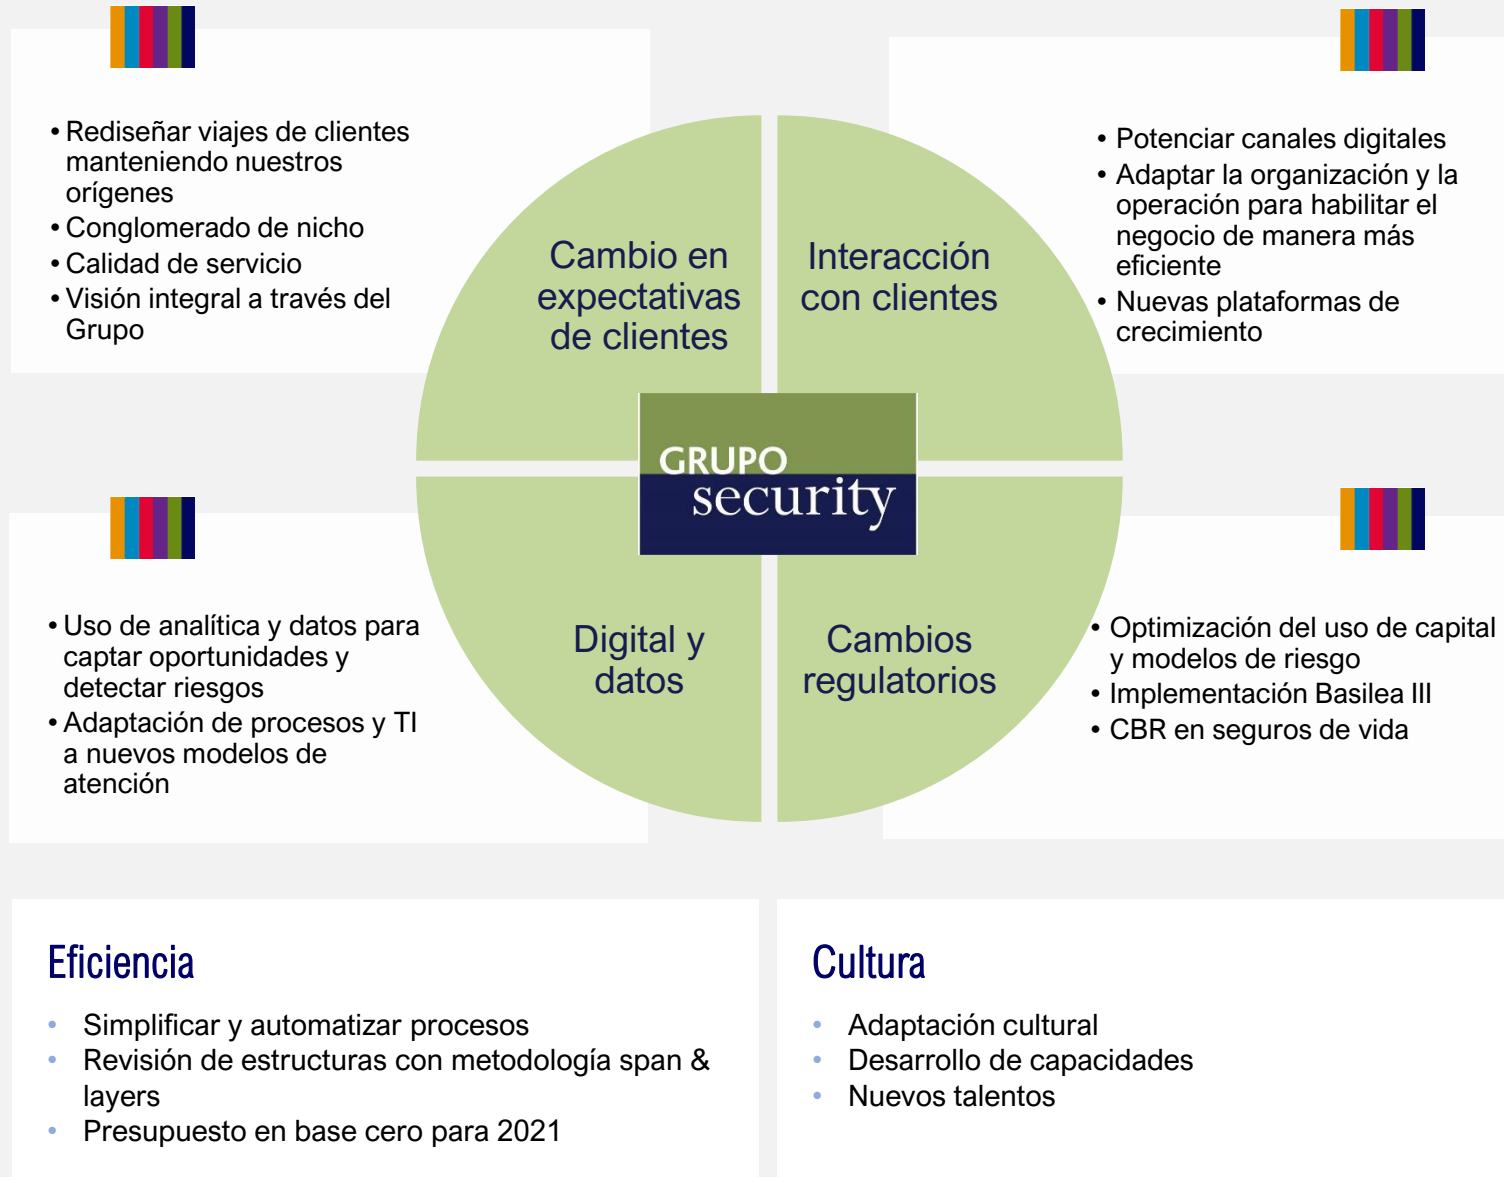 • Rediseñar viajes de clientes
manteniendo nuestros
orígenes
• Conglomerado de nicho
• Calidad de servicio
• Visión integral a través del
Grupo
Cambio en
expectativas
de clientes
Interacción
con clientes
• Potenciar canales digitales
• Adaptar la organización y la
operación para habilitar el
negocio de manera más
eficiente
• Nuevas plataformas de
crecimiento
GRUPO
security
• Uso de analítica y datos para
captar oportunidades y
detectar riesgos
• Adaptación de procesos y TI
a nuevos modelos de
atención
Digital y
datos
Cambios
regulatorios
• Optimización del uso de capital
y modelos de riesgo
• Implementación Basilea III
• CBR en seguros de vida
Eficiencia
• Simplificar y automatizar procesos
• Revisión de estructuras con metodología span &
layers
• Presupuesto en base cero para 2021
Cultura
• Adaptación cultural
• Desarrollo de capacidades
• Nuevos talentos